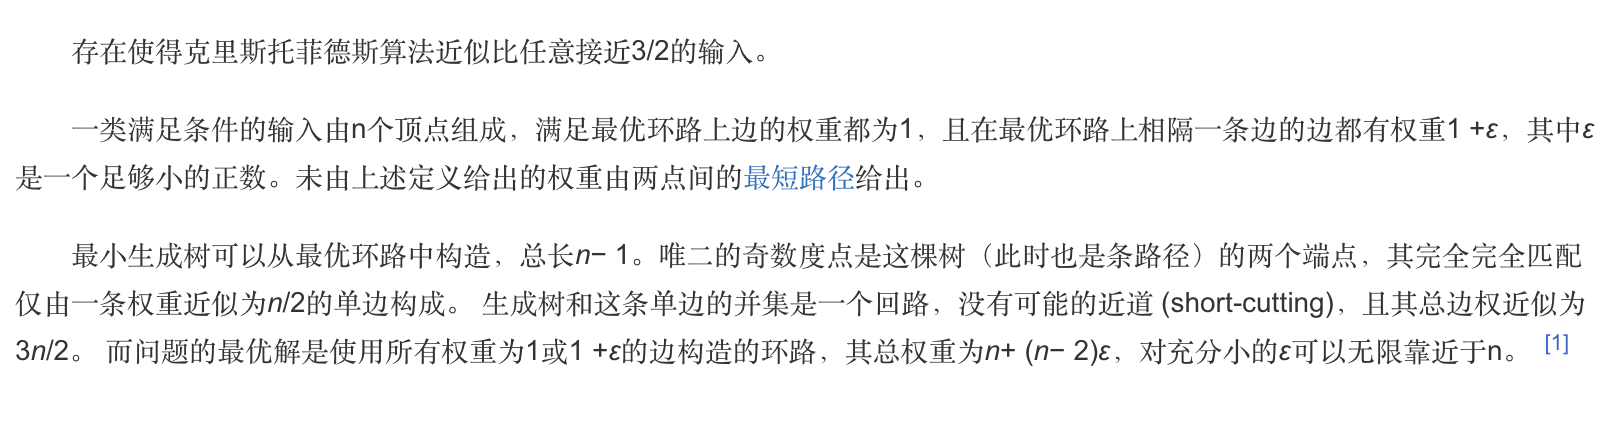 存在使得克里斯托菲德斯算法近似比任意接近3/2的输入。
一类满足条件的输入由n个顶点组成，满足最优环路上边的权重都为1，且在最优环路上相隔一条边的边都有权重1 +ε，其中ε
是一个足够小的正数。未由上述定义给出的权重由两点间的最短路径给出。
最小生成树可以从最优环路中构造，总长n− 1。唯二的奇数度点是这棵树（此时也是条路径）的两个端点，其完全完全匹配
仅由一条权重近似为n/2的单边构成。 生成树和这条单边的并集是一个回路，没有可能的近道 (short-cutting)，且其总边权近似为
3n/2。 而问题的最优解是使用所有权重为1或1 +ε的边构造的环路，其总权重为n+ (n− 2)ε，对充分小的ε可以无限靠近于n。 [1]